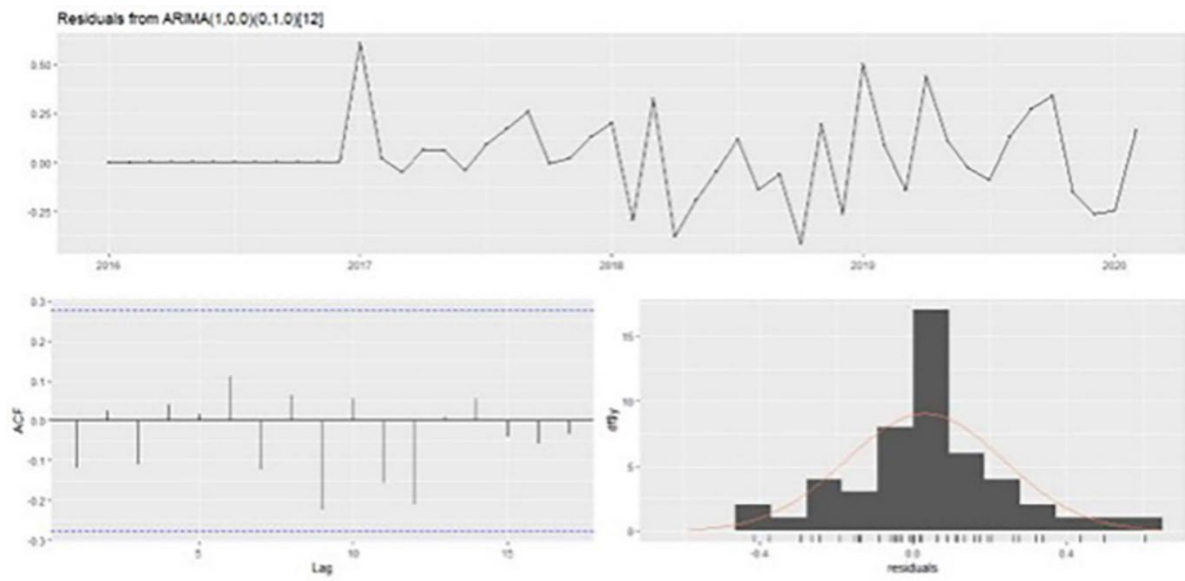 Residuals from ARIMA(1,0,0)(0,1,0)[12]
0.50
0.25
0.00
-0.25
2016 2017 2018 2019 2020
0.3
0.2
0.1
0.0
-0.1
-0.2
-0.3
ACF
5 10 15
Lag
15
10
5
0
df$y
-0.4 0.0 0.4
residuals